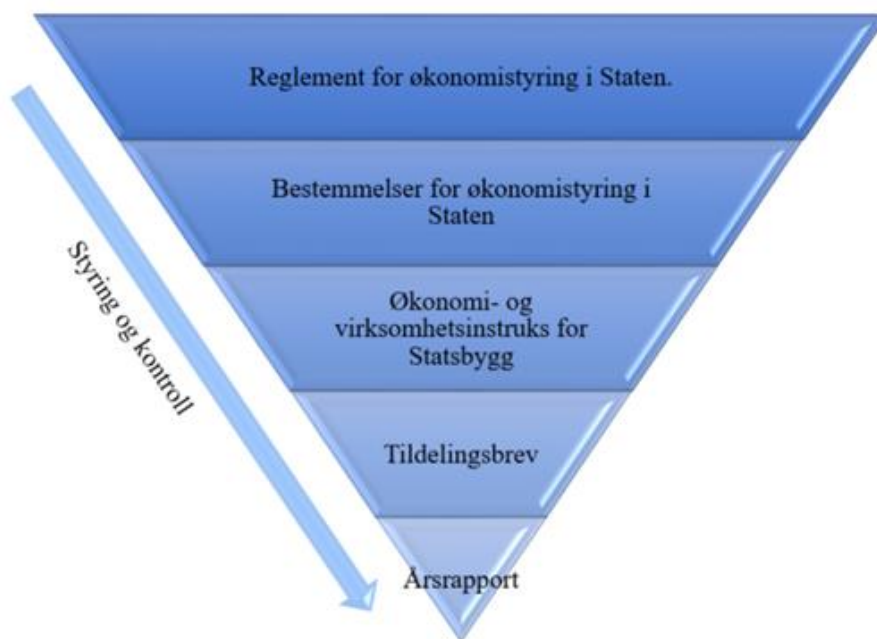 Reglement for økonomistyring i Staten.
Bestemmelser for økonomistyring i
Staten
Økonomi- og
virksomhetsinstruks for
Statsbygg
Tildelingsbrev
Årsrapport
Styring og kontroll